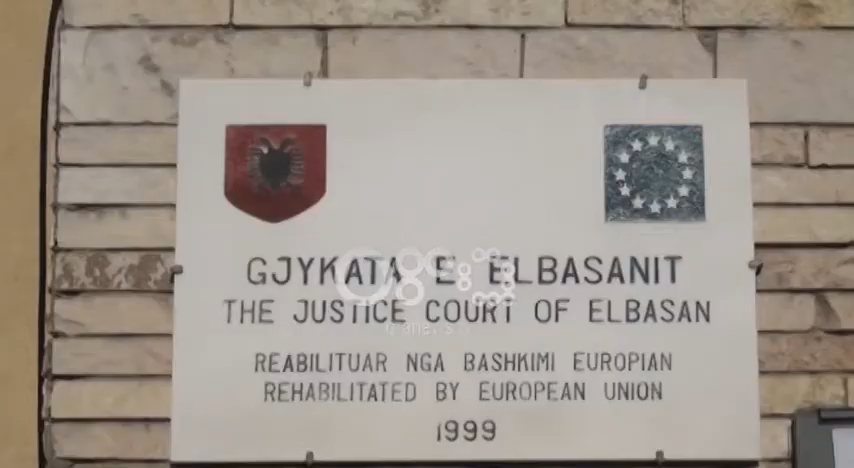 GJYKATA E ELBASANIT
THE JUSTICE COURT OF ELBASAN
REABILITUAR NGA BASHKIMI EUROPIAN
REHABILITATED BY EUROPEAN UNION
1999